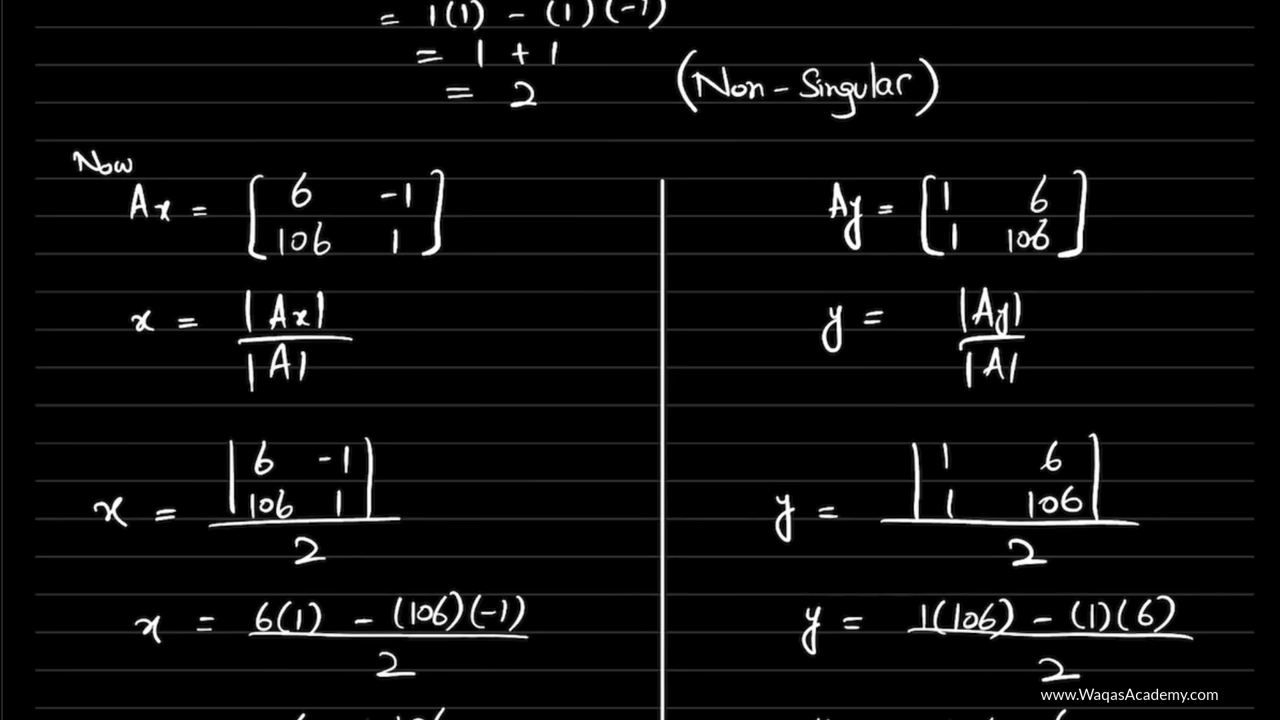 = 1(1) - (1)(-1)
= 1 + 1
= 2 (Non-Singular)
Now
Ax = [ 6 -1
106 1 ]
x = |Ax|
|A|
x = | 6 -1
106 1 |
2
x = 6(1) - (106)(-1)
2
Ay = [ 1 6
1 106 ]
y = |Ay|
|A|
y = | 1 6
1 106 |
2
y = 1(106) - (1)(6)
2
www.WaqasAcademy.com